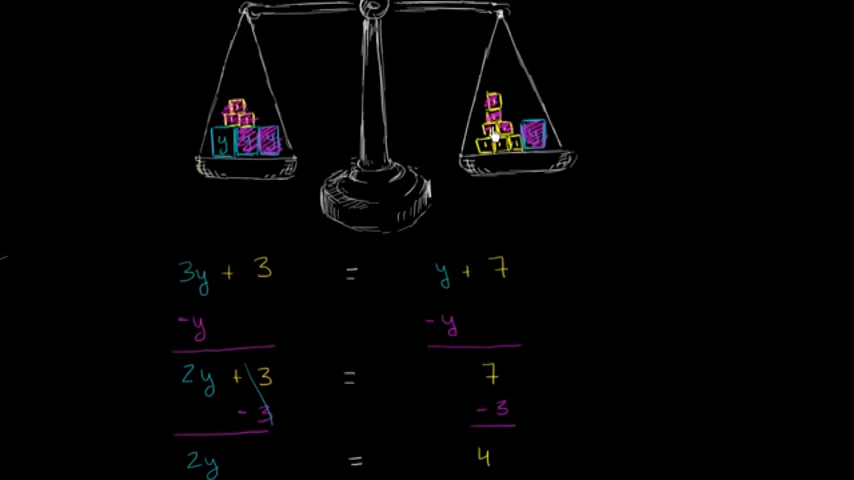 y
3y + 3 = y + 7
-y -y
2y + 3 = 7
- 3 - 3
2y = 4